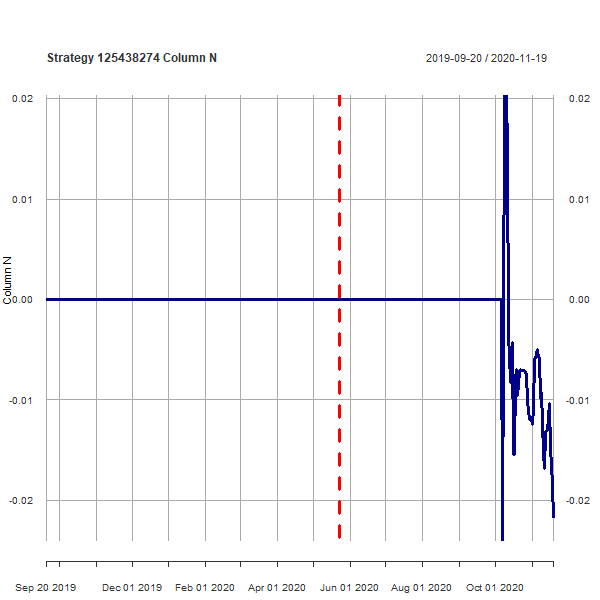 Strategy 125438274 Column N
2019-09-20 / 2020-11-19
0.02
0.02
0.01
0.01
Column N
0.00
0.00
-0.01
-0.01
-0.02
-0.02
Sep 20 2019
Dec 01 2019
Feb 01 2020
Apr 01 2020
Jun 01 2020
Aug 01 2020
Oct 01 2020